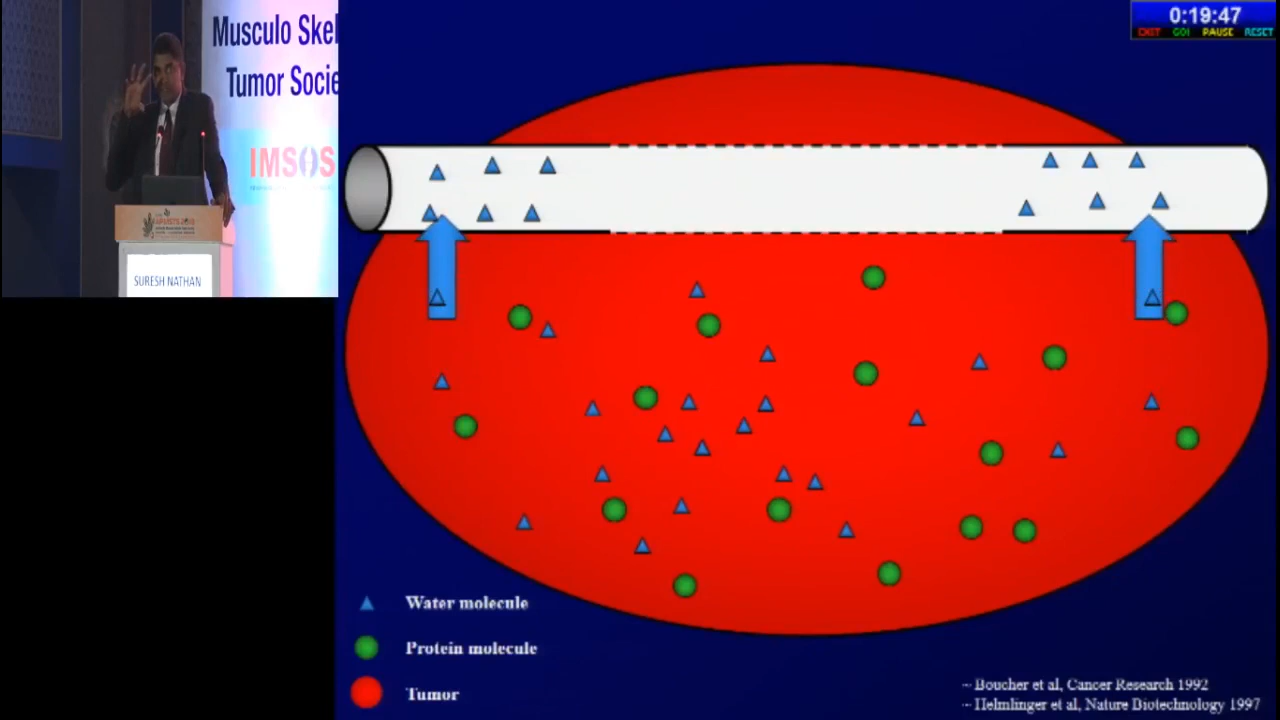 Musculo Skel
Tumor Socie
IMSOS
SURESH NATHAN
0:19:47
EXIT GO! PAUSE RESET
Water molecule
Protein molecule
Tumor
-- Boucher et al, Cancer Research 1992
-- Helmlinger et al, Nature Biotechnology 1997